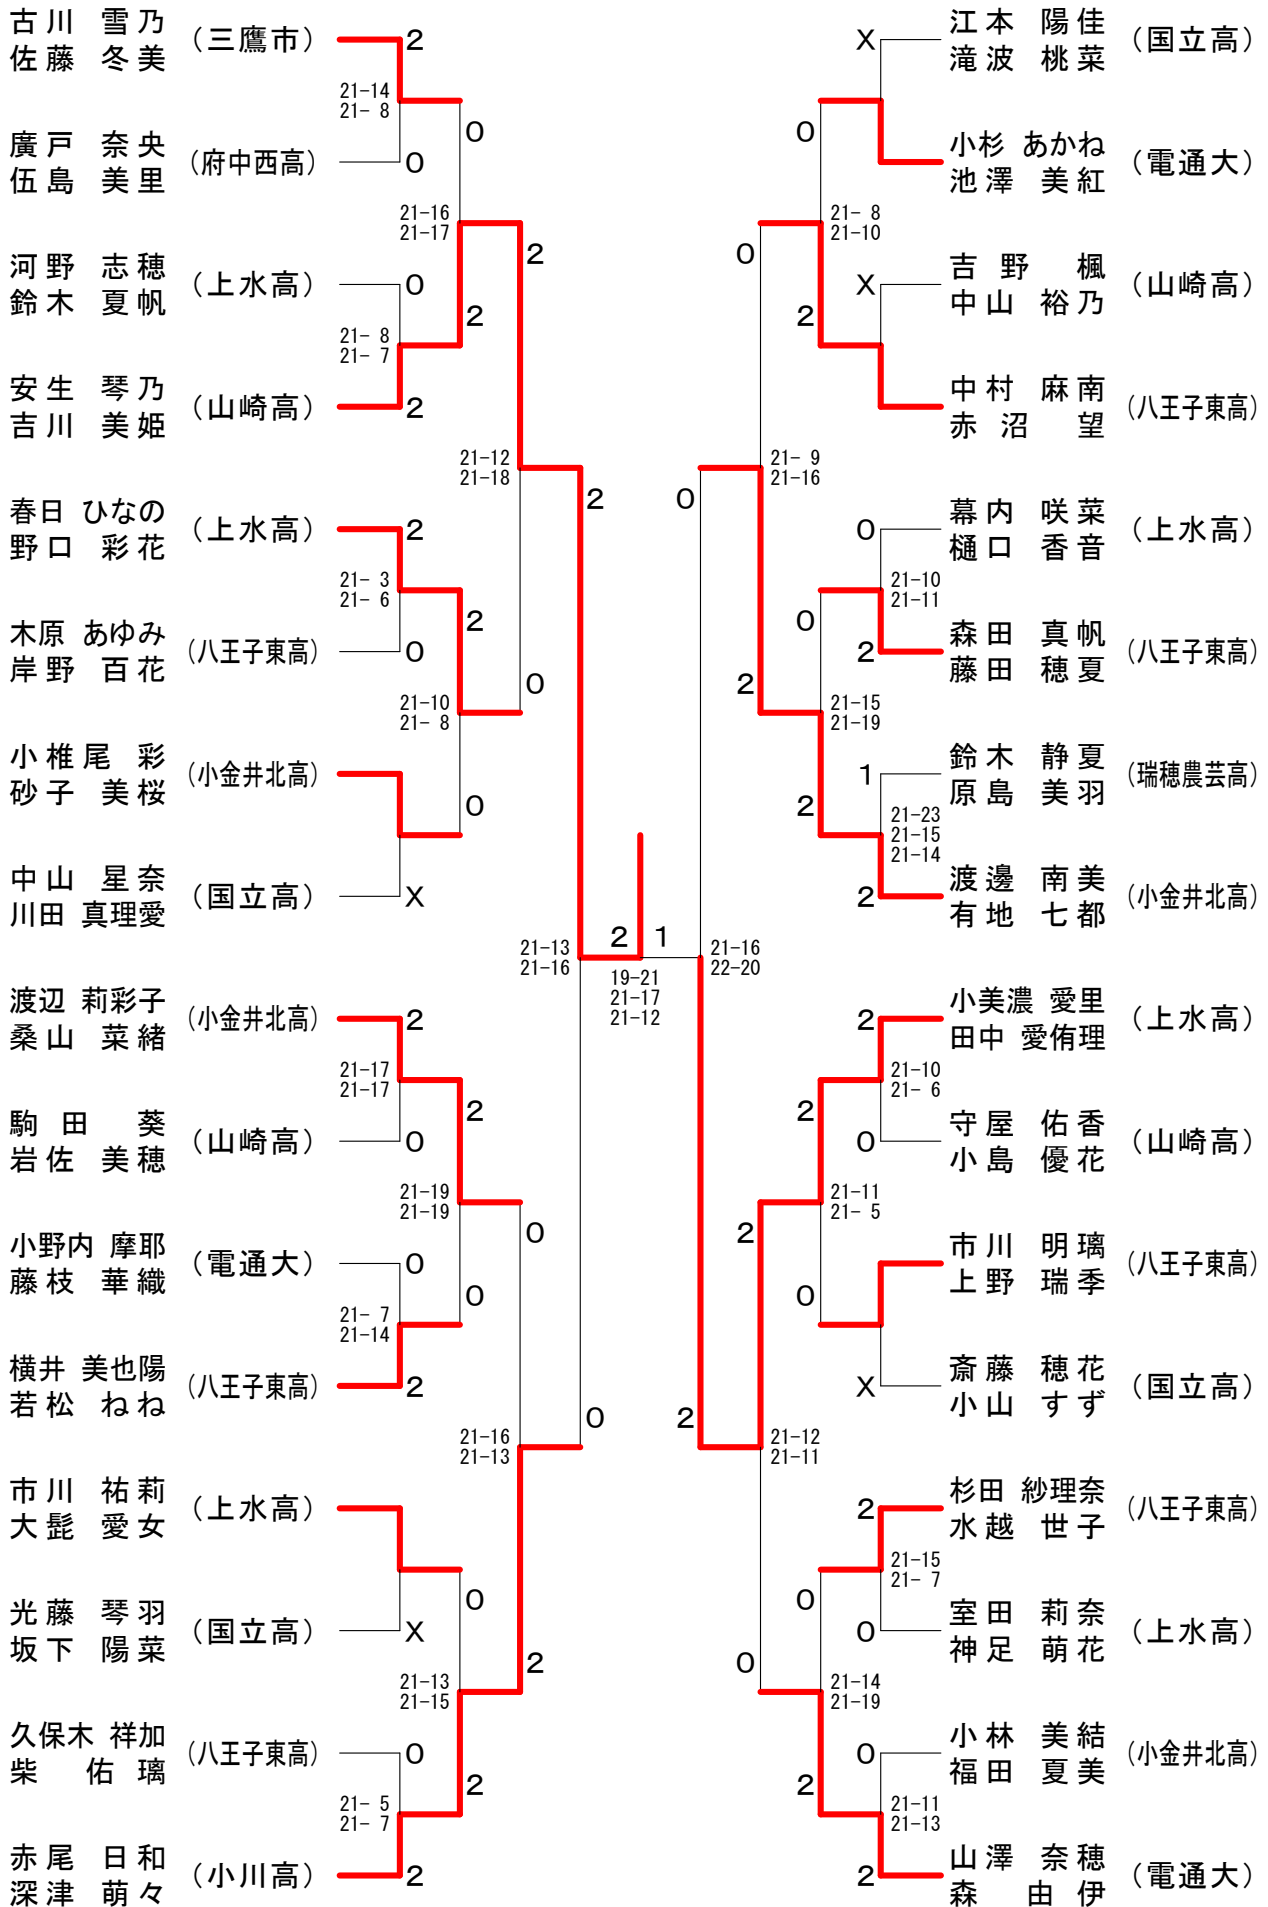 古川 雪乃
佐藤 冬美
(三鷹市)
2
21-14
21- 8
0
廣戸 奈央
伍島 美里
(府中西高)
0
21-16
21-17
2
河野 志穂
鈴木 夏帆
(上水高)
0
2
21- 8
21- 7
安生 琴乃
吉川 美姫
(山崎高)
2
21-12
21-18
2
春日 ひなの
野口 彩花
(上水高)
2
21- 3
21- 6
2
木原 あゆみ
岸野 百花
(八王子東高)
0
0
21-10
21- 8
小椎尾 彩
砂子 美桜
(小金井北高)
0
中山 星奈
川田 真理愛
(国立高)
X
21-13
21-16
2
1
19-21
21-17
21-12
渡辺 莉彩子
桑山 菜緒
(小金井北高)
2
21-17
21-17
2
駒田 葵
岩佐 美穂
(山崎高)
0
21-19
21-19
0
小野内 摩耶
藤枝 華織
(電通大)
0
0
21- 7
21-14
横井 美也陽
若松 ねね
(八王子東高)
2
0
21-16
21-13
市川 祐莉
大髭 愛女
(上水高)
0
光藤 琴羽
坂下 陽菜
(国立高)
X
2
21-13
21-15
久保木 祥加
柴 佑璃
(八王子東高)
0
2
21- 5
21- 7
赤尾 日和
深津 萌々
(小川高)
2
X
江本 陽佳
滝波 桃菜
(国立高)
0
小杉 あかね
池澤 美紅
(電通大)
21- 8
21-10
0
X
吉野 楓
中山 裕乃
(山崎高)
2
中村 麻南
赤沼 望
(八王子東高)
21- 9
21-16
0
0
幕内 咲菜
樋口 香音
(上水高)
21-10
21-11
0
2
森田 真帆
藤田 穂夏
(八王子東高)
2
21-15
21-19
1
鈴木 静夏
原島 美羽
(瑞穂農芸高)
2
21-23
21-15
21-14
2
渡邊 南美
有地 七都
(小金井北高)
21-16
22-20
2
小美濃 愛里
田中 愛侑理
(上水高)
21-10
21- 6
2
0
守屋 佑香
小島 優花
(山崎高)
21-11
21- 5
2
市川 明璃
上野 瑞季
(八王子東高)
0
X
斎藤 穂花
小山 すず
(国立高)
2
21-12
21-11
2
杉田 紗理奈
水越 世子
(八王子東高)
21-15
21- 7
0
0
室田 莉奈
神足 萌花
(上水高)
0
21-14
21-19
0
小林 美結
福田 夏美
(小金井北高)
2
21-11
21-13
2
山澤 奈穂
森 由伊
(電通大)